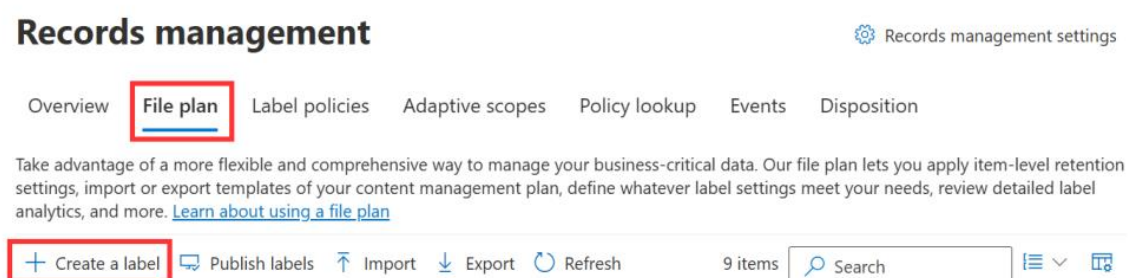 Records management
Records management settings
Overview File plan Label policies Adaptive scopes Policy lookup Events Disposition
Take advantage of a more flexible and comprehensive way to manage your business-critical data. Our file plan lets you apply item-level retention
settings, import or export templates of your content management plan, define whatever label settings meet your needs, review detailed label
analytics, and more. Learn about using a file plan
Create a label Publish labels Import Export Refresh 9 items Search